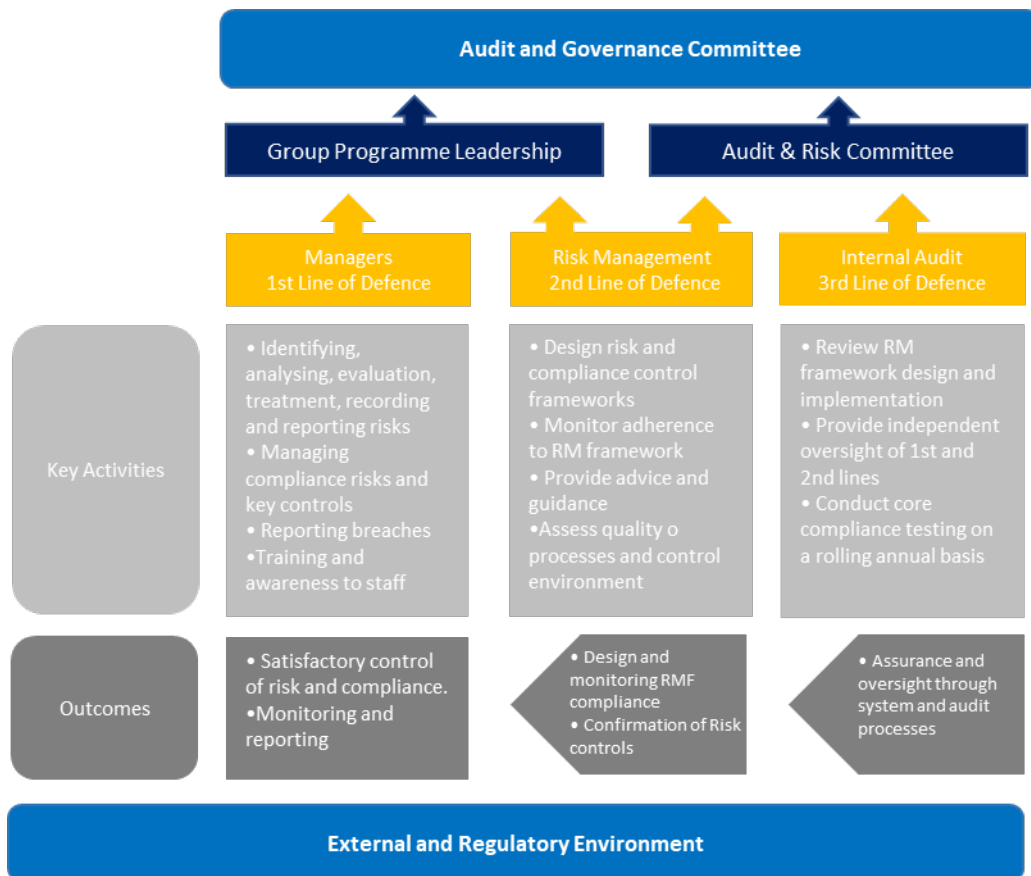 Audit and Governance Committee
Group Programme Leadership
Audit & Risk Committee
Managers
1st Line of Defence
Risk Management
2nd Line of Defence
Internal Audit
3rd Line of Defence
Key Activities
• Identifying,
analysing, evaluation,
treatment, recording
and reporting risks
• Managing
compliance risks and
key controls
• Reporting breaches
•Training and
awareness to staff
• Design risk and
compliance control
frameworks
• Monitor adherence
to RM framework
• Provide advice and
guidance
•Assess quality o
processes and control
environment
• Review RM
framework design and
implementation
• Provide independent
oversight of 1st and
2nd lines
• Conduct core
compliance testing on
a rolling annual basis
Outcomes
• Satisfactory control
of risk and compliance.
•Monitoring and
reporting
• Design and
monitoring RMF
compliance
• Confirmation of Risk
controls
• Assurance and
oversight through
system and audit
processes
External and Regulatory Environment